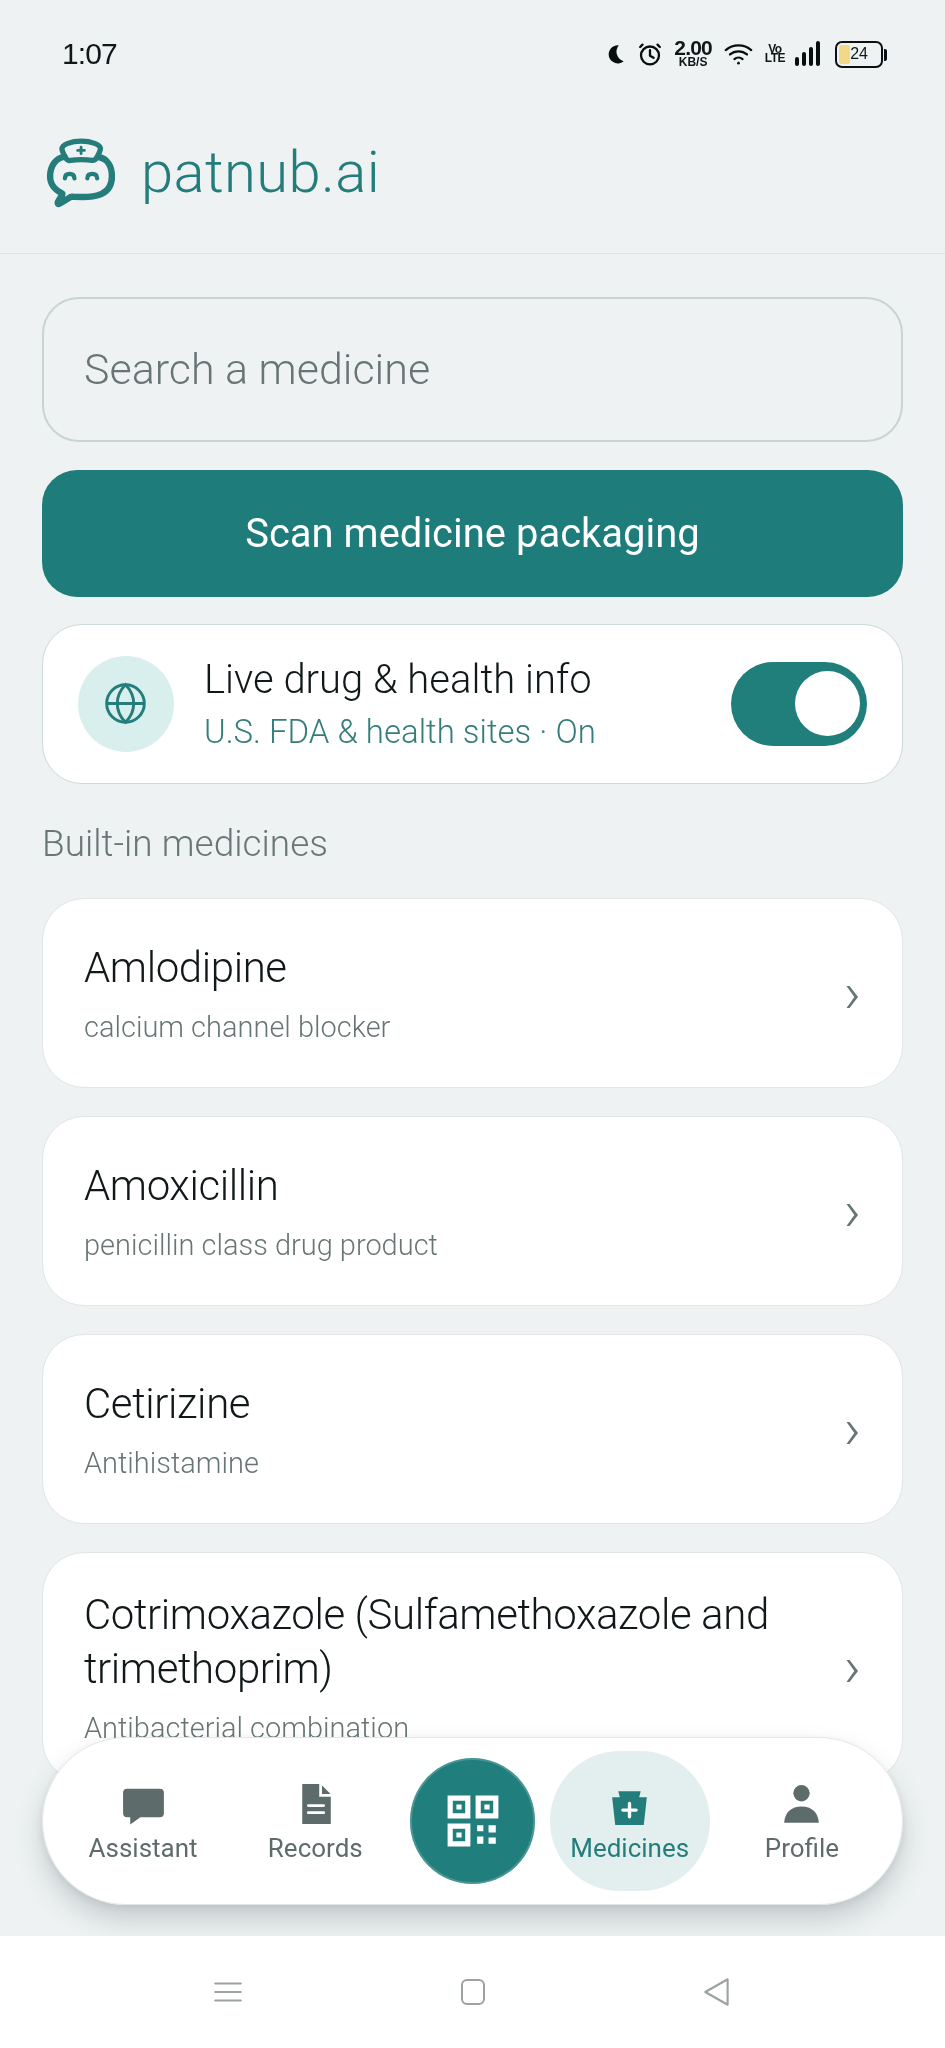 1:07
2.00
KB/S
Vo
LTE
24
patnub.ai
Search a medicine
Scan medicine packaging
Live drug & health info
U.S. FDA & health sites · On
Built-in medicines
Amlodipine
calcium channel blocker
Amoxicillin
penicillin class drug product
Cetirizine
Antihistamine
Cotrimoxazole (Sulfamethoxazole and
trimethoprim)
Antibacterial combination
Assistant
Records
Medicines
Profile